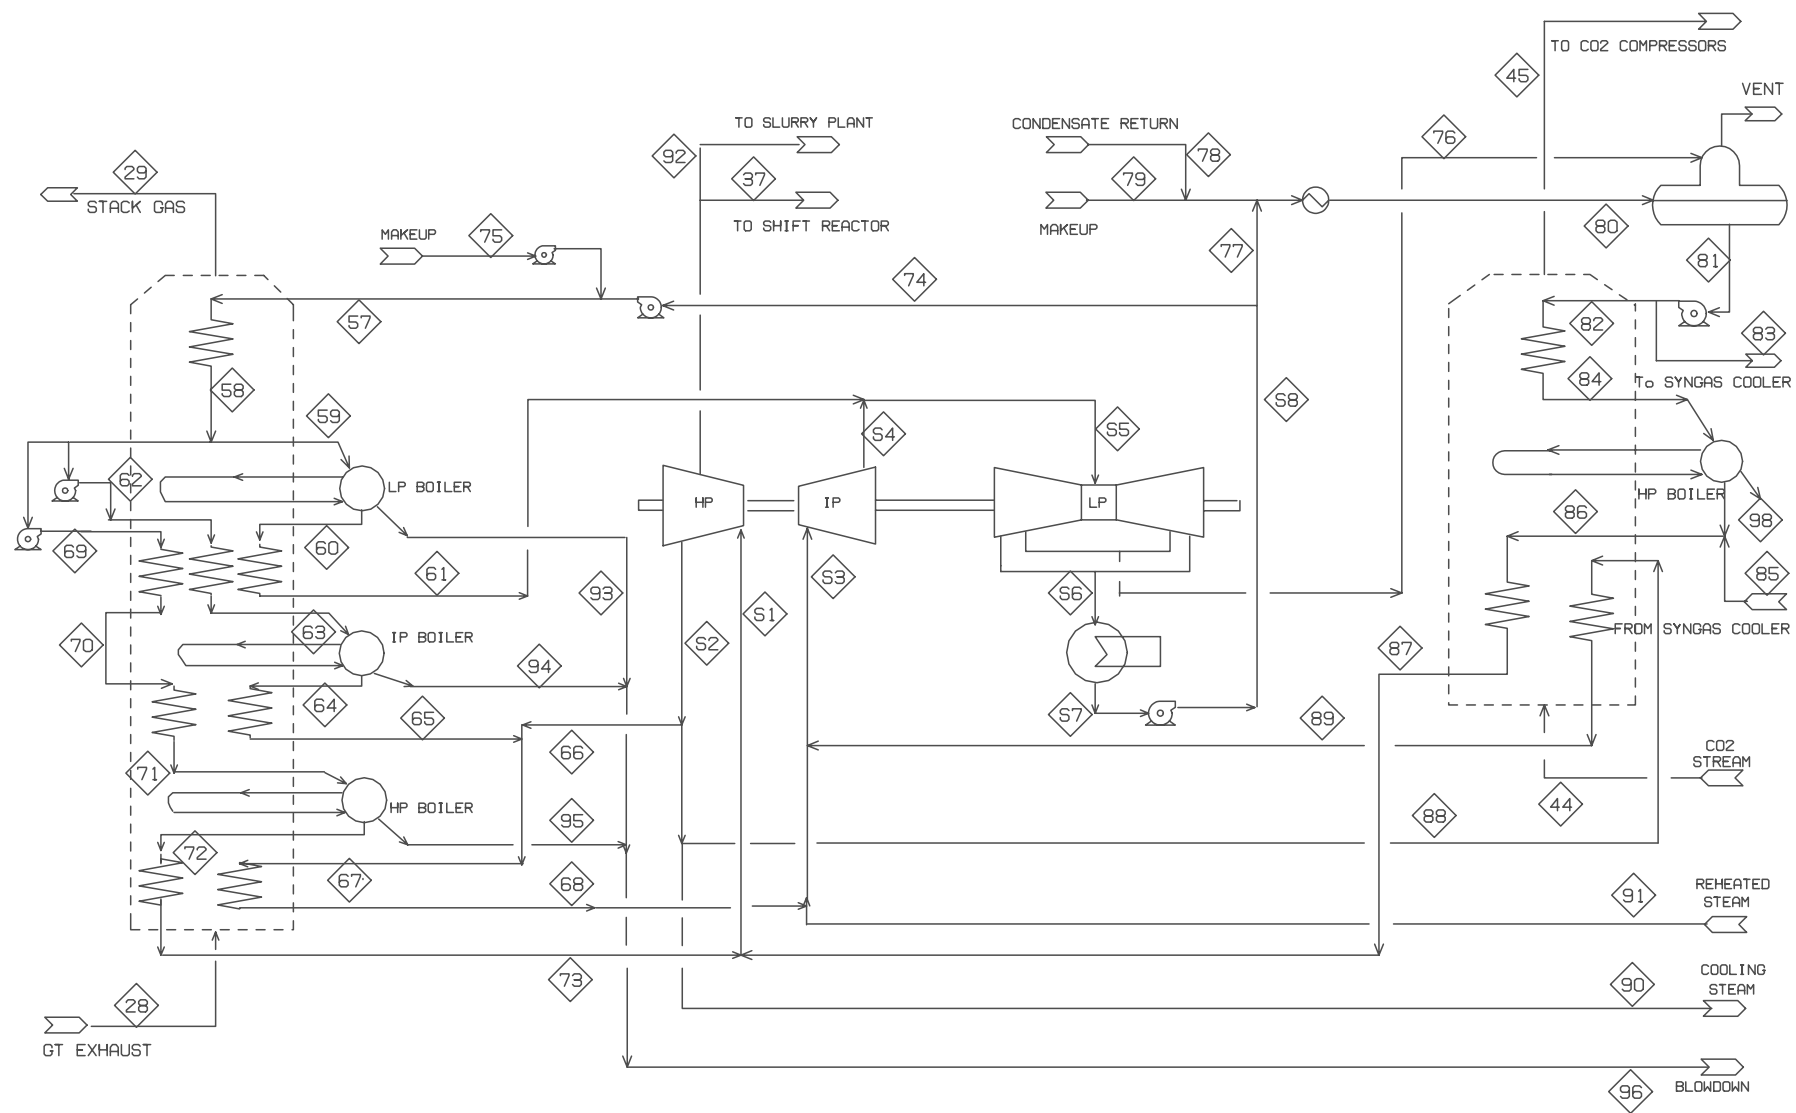 TO CO2 COMPRESSORS
45
VENT
TO SLURRY PLANT
CONDENSATE RETURN
92
76
78
29
37
79
STACK GAS
TO SHIFT REACTOR
MAKEUP
80
MAKEUP
75
77
81
74
57
82
83
84
To SYNGAS COOLER
58
59
S8
S4
S5
62
LP BOILER
HP
IP
LP
HP BOILER
86
98
69
60
61
93
S3
S6
85
S1
70
63
IP BOILER
S2
FROM SYNGAS COOLER
87
94
64
65
S7
89
66
CO2
STREAM
71
HP BOILER
95
88
44
72
67
68
91
REHEATED
STEAM
73
90
COOLING
STEAM
28
GT EXHAUST
96
BLOWDOWN